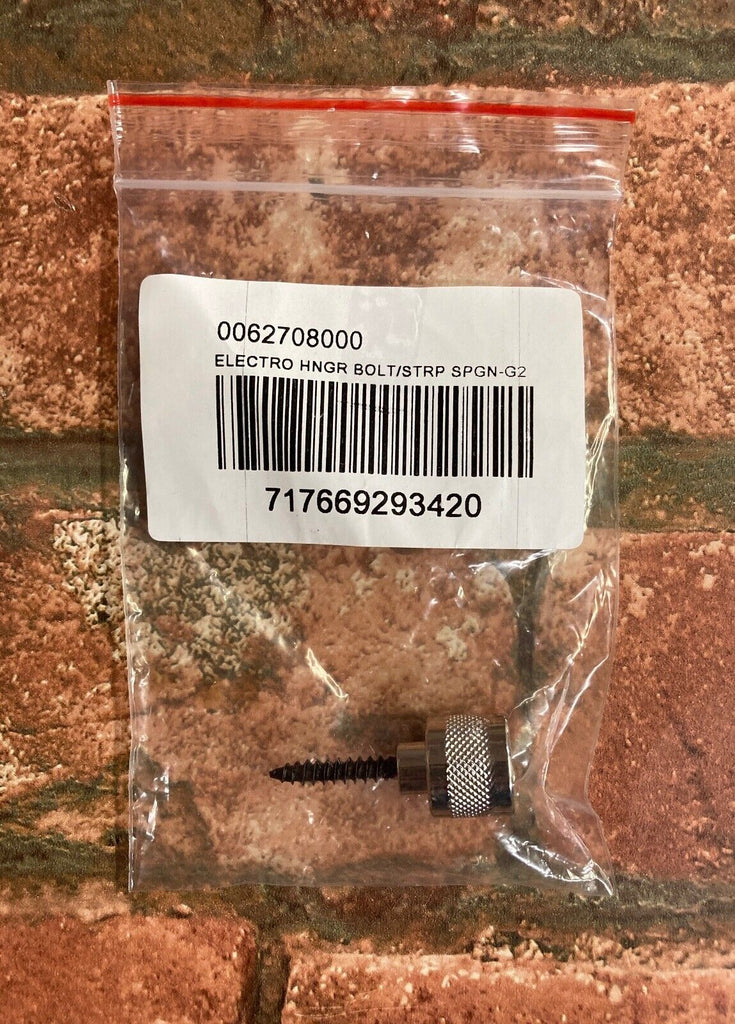 0062708000
ELECTRO HNGR BOLT/STRP SPGN-G2
717669293420